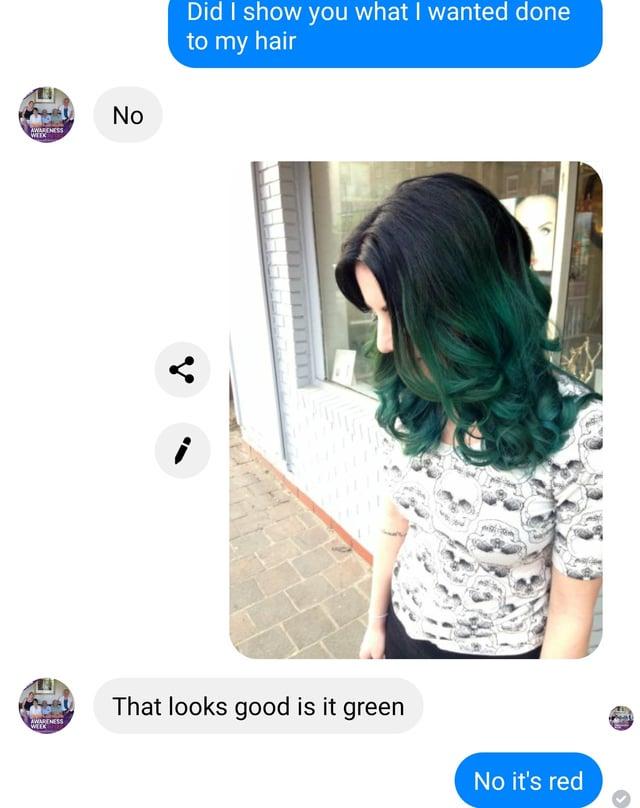 Did I show you what I wanted done
to my hair
No
AWARENESS
WEEK
That looks good is it green
AWARENESS
WEEK
No it's red